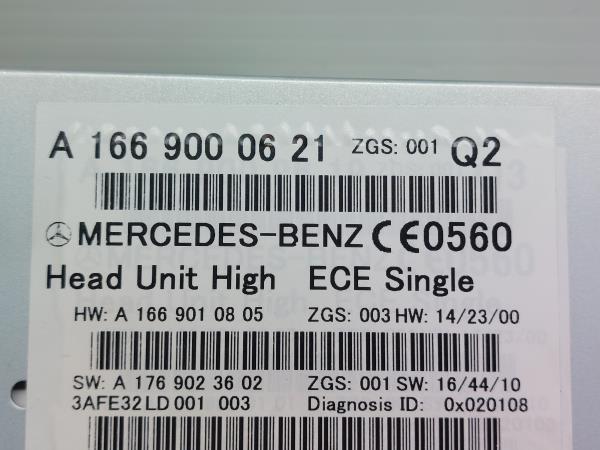 A 166 900 06 21 ZGS: 001 Q2
MERCEDES-BENZ CE0560
Head Unit High ECE Single
HW: A 166 901 08 05 ZGS: 003 HW: 14/23/00
SW: A 176 902 36 02 ZGS: 001 SW: 16/44/10
3AFE32LD001 003 Diagnosis ID: 0x020108